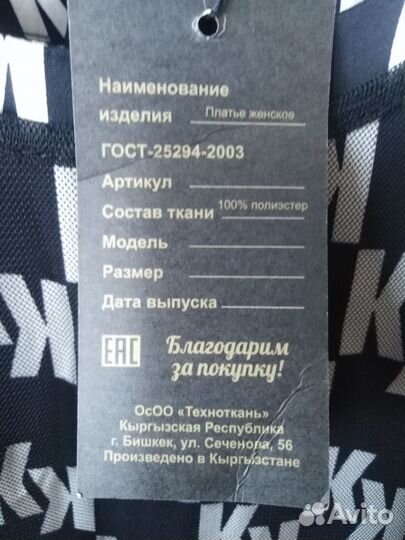 Наименование
изделия Платье женское
ГОСТ-25294-2003
Артикул
Состав ткани 100% полиэстер
Модель
Размер
Дата выпуска
EAC Благодарим
за покупку!
ОсОО «Техноткань»
Кыргызская Республика
г. Бишкек, ул. Сеченова, 56
Произведено в Кыргызстане
Avito